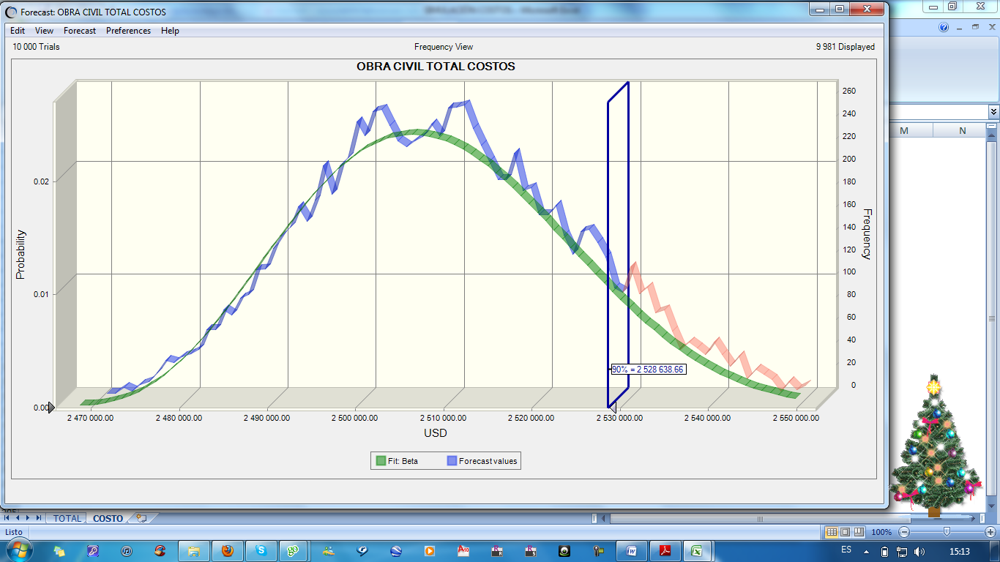 Forecast: OBRA CIVIL TOTAL COSTOS
Edit View Forecast Preferences Help
10 000 Trials Frequency View 9 981 Displayed
OBRA CIVIL TOTAL COSTOS
Probability
0.02
0.01
0.00
260
240
220
200
180
160
140
120
100
80
60
40
20
0
Frequency
90% = 2 528 638.66
2 470 000.00 2 480 000.00 2 490 000.00 2 500 000.00 2 510 000.00 2 520 000.00 2 530 000.00 2 540 000.00 2 550 000.00
USD
Fit: Beta Forecast values
M N
TOTAL COSTO
Listo 100%
ES 15:13